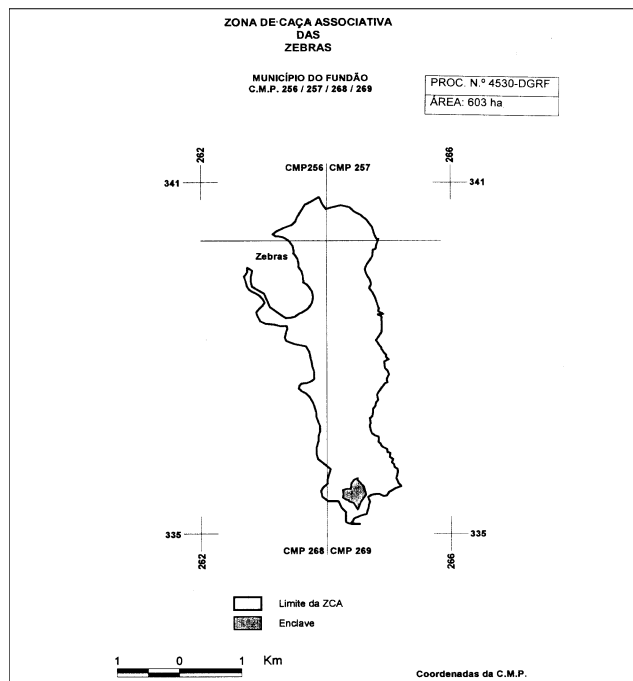 ZONA DE CAÇA ASSOCIATIVA
DAS
ZEBRAS
MUNICÍPIO DO FUNDÃO
C.M.P. 256 / 257 / 268 / 269
PROC. N.º 4530-DGRF
ÁREA: 603 ha
262
266
341
CMP256 CMP 257
341
Zebras
335
335
CMP 268 CMP 269
262
266
Limite da ZCA
Enclave
1 0 1 Km
Coordenadas da C.M.P.